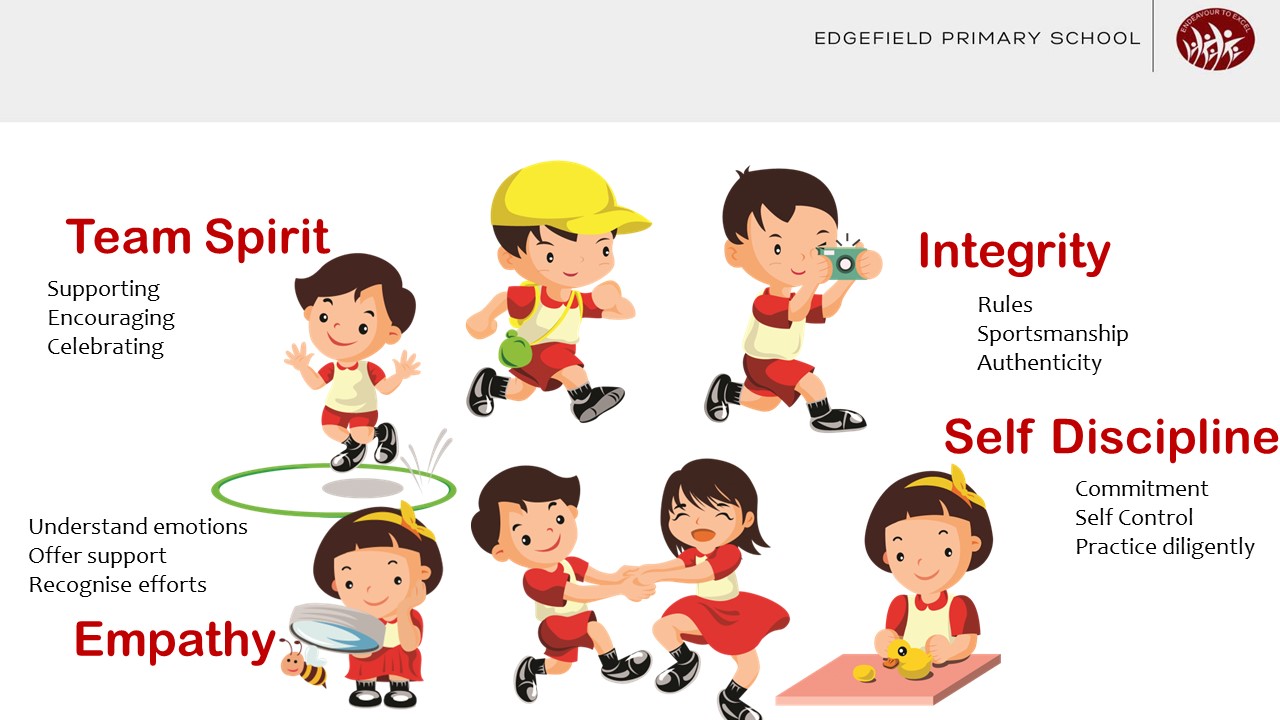 EDGEFIELD PRIMARY SCHOOL
ENDEAVOUR TO EXCEL
Team Spirit
Supporting
Encouraging
Celebrating
Integrity
Rules
Sportsmanship
Authenticity
Self Discipline
Commitment
Self Control
Practice diligently
Understand emotions
Offer support
Recognise efforts
Empathy